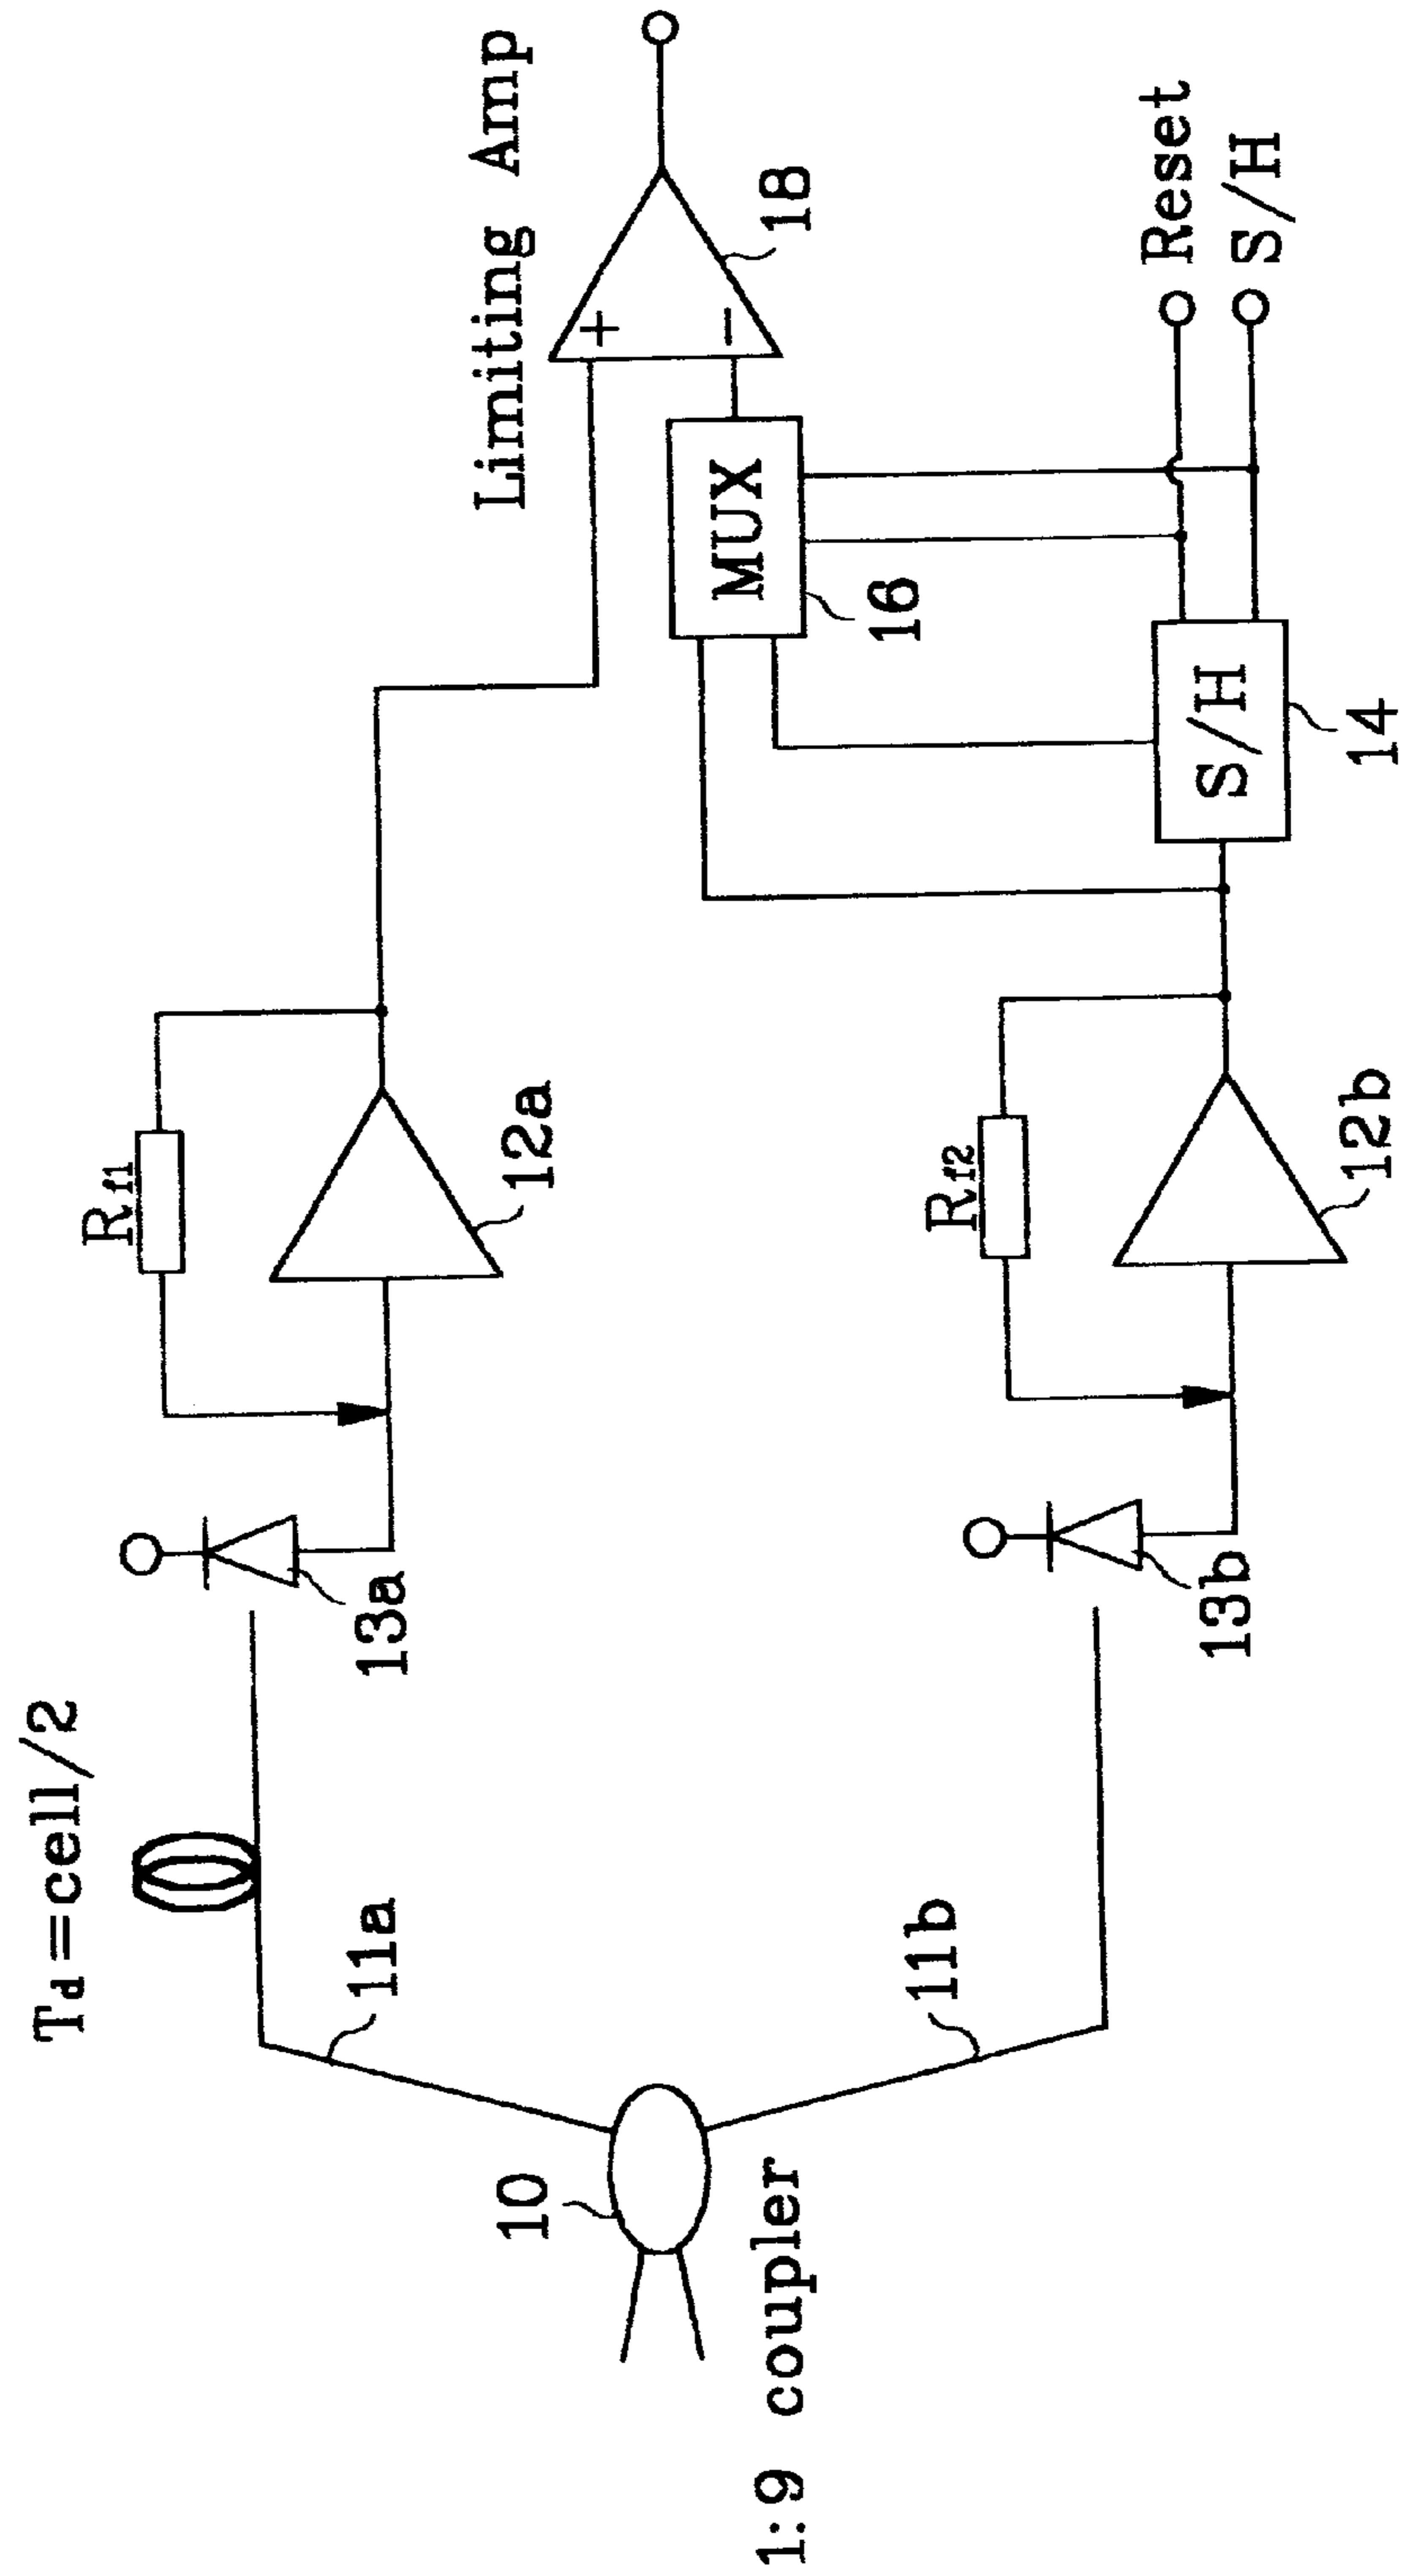 1:9 coupler
10
11a
11b
Td=cell/2
13a
13b
Rf1
12a
Rf2
12b
S/H
14
MUX
16
Limiting Amp
+
−
18
Reset
S/H